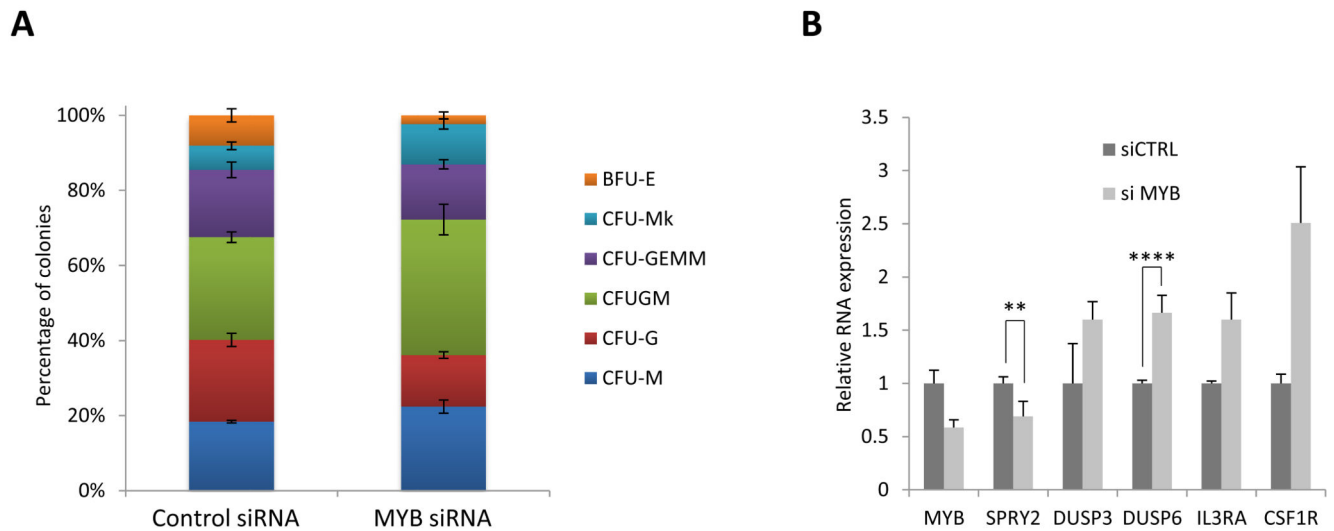 A
Percentage of colonies
100%
80%
60%
40%
20%
0%
Control siRNA
MYB siRNA
BFU-E
CFU-Mk
CFU-GEMM
CFUGM
CFU-G
CFU-M
B
Relative RNA expression
3.5
3
2.5
2
1.5
1
0.5
0
siCTRL
si MYB
**
****
MYB
SPRY2
DUSP3
DUSP6
IL3RA
CSF1R